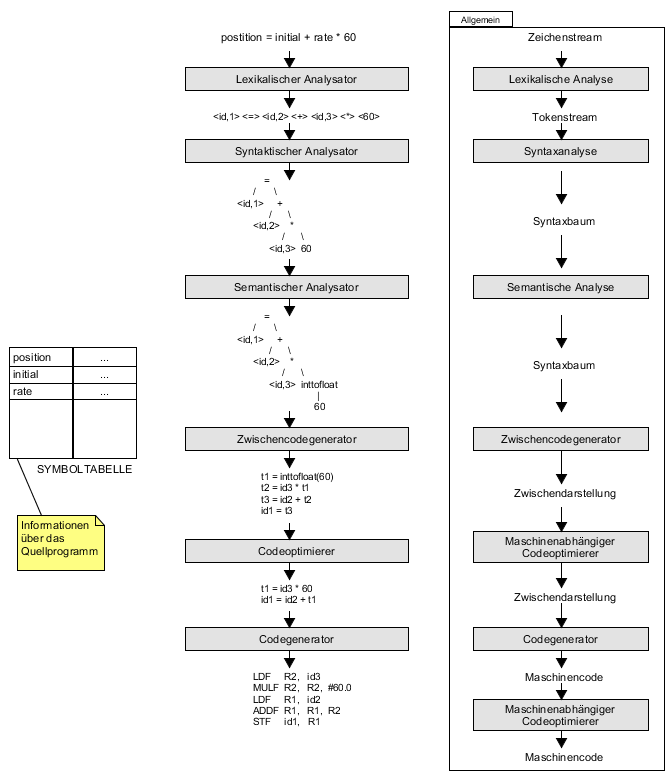 postition = initial + rate * 60
Lexikalischer Analysator
<id,1> <=> <id,2> <+> <id,3> <*> <60>
Syntaktischer Analysator
=
/ \
<id,1> +
/ \
<id,2> *
/ \
<id,3> 60
Semantischer Analysator
=
/ \
<id,1> +
/ \
<id,2> *
/ \
<id,3> inttofloat
|
60
Zwischencodegenerator
t1 = inttofloat(60)
t2 = id3 * t1
t3 = id2 + t2
id1 = t3
Codeoptimierer
t1 = id3 * 60
id1 = id2 + t1
Codegenerator
LDF R2, id3
MULF R2, R2, #60.0
LDF R1, id2
ADDF R1, R1, R2
STF id1, R1
position ...
initial ...
rate ...
SYMBOLTABELLE
Informationen
über das
Quellprogramm
Allgemein
Zeichenstream
Lexikalische Analyse
Tokenstream
Syntaxanalyse
Syntaxbaum
Semantische Analyse
Syntaxbaum
Zwischencodegenerator
Zwischendarstellung
Maschinenabhängiger
Codeoptimierer
Zwischendarstellung
Codegenerator
Maschinencode
Maschinenabhängiger
Codeoptimierer
Maschinencode